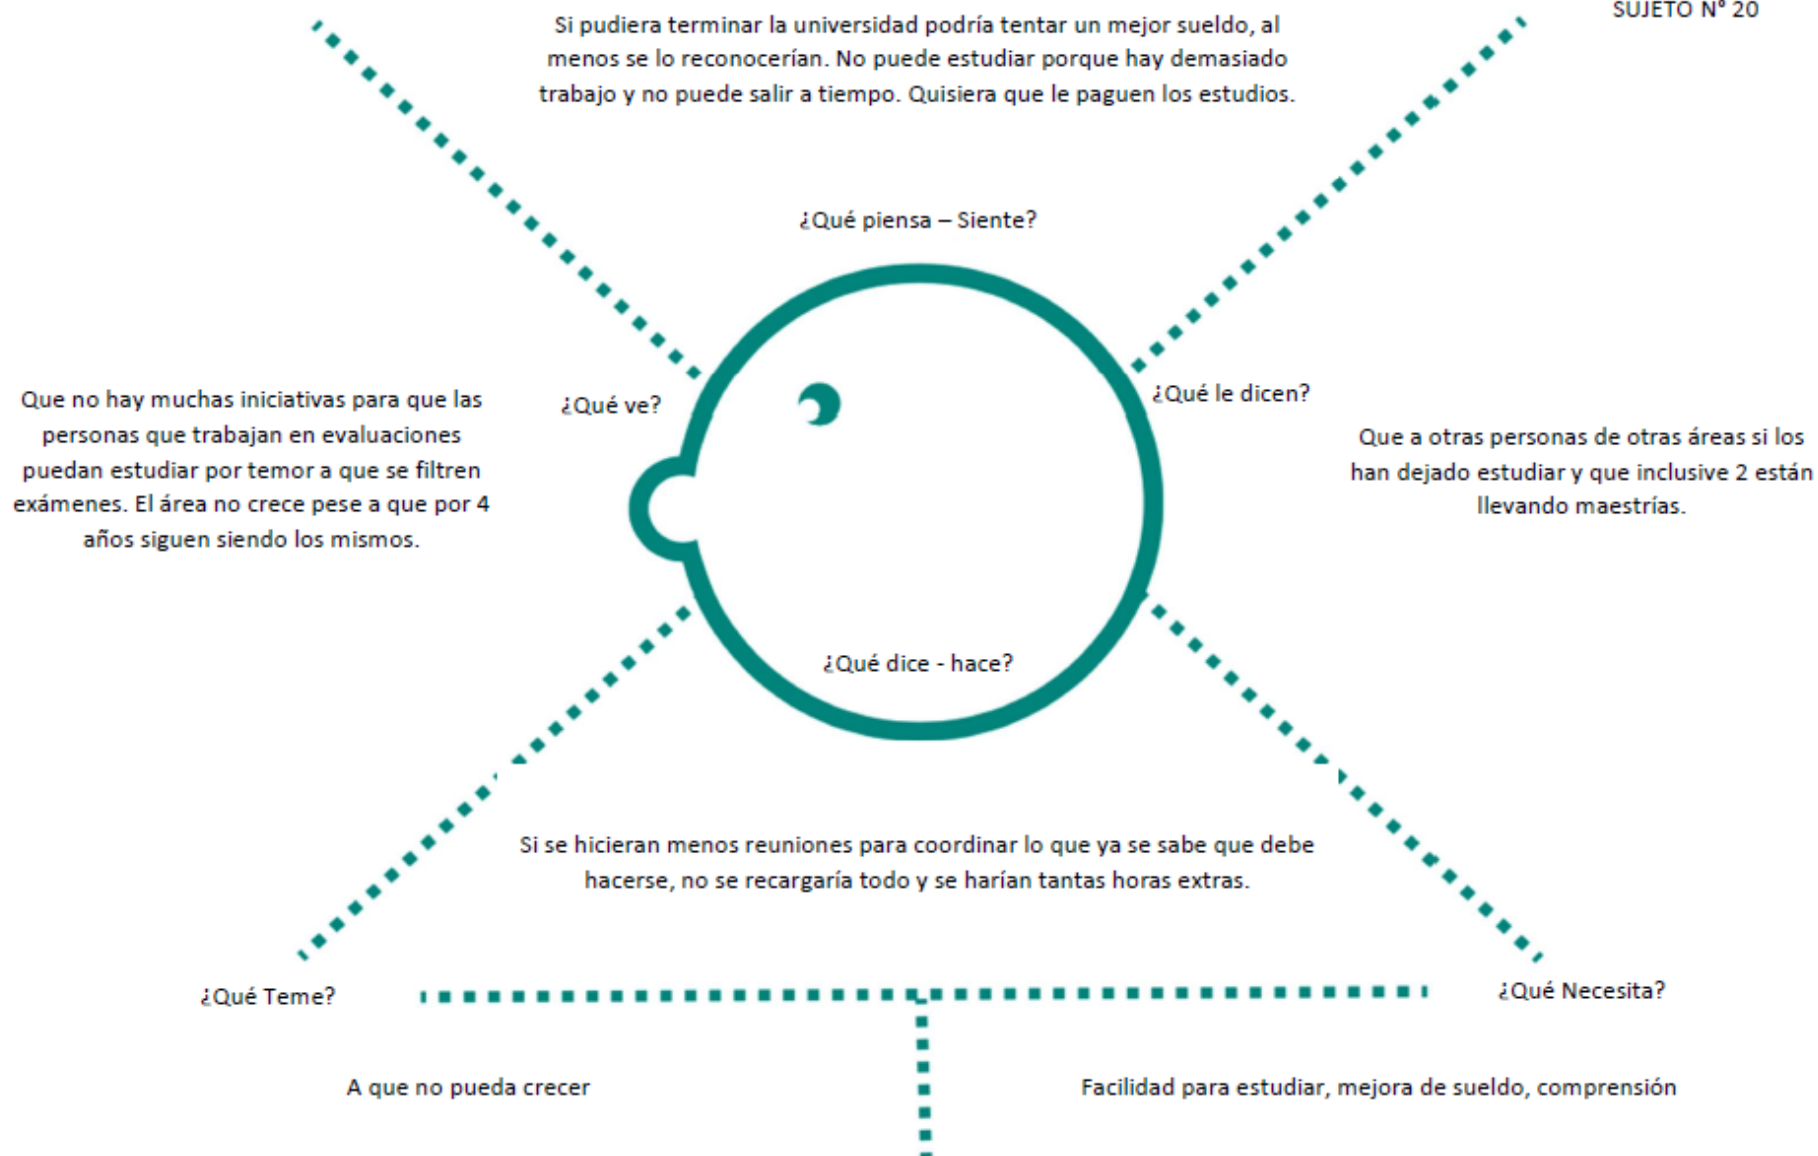 SUJETO N° 20
Si pudiera terminar la universidad podría tentar un mejor sueldo, al
menos se lo reconocerían. No puede estudiar porque hay demasiado
trabajo y no puede salir a tiempo. Quisiera que le paguen los estudios.
¿Qué piensa – Siente?
¿Qué ve?
Que no hay muchas iniciativas para que las
personas que trabajan en evaluaciones
puedan estudiar por temor a que se filtren
exámenes. El área no crece pese a que por 4
años siguen siendo los mismos.
¿Qué le dicen?
Que a otras personas de otras áreas si los
han dejado estudiar y que inclusive 2 están
llevando maestrías.
¿Qué dice - hace?
Si se hicieran menos reuniones para coordinar lo que ya se sabe que debe
hacerse, no se recargaría todo y se harían tantas horas extras.
¿Qué Teme?
A que no pueda crecer
¿Qué Necesita?
Facilidad para estudiar, mejora de sueldo, comprensión